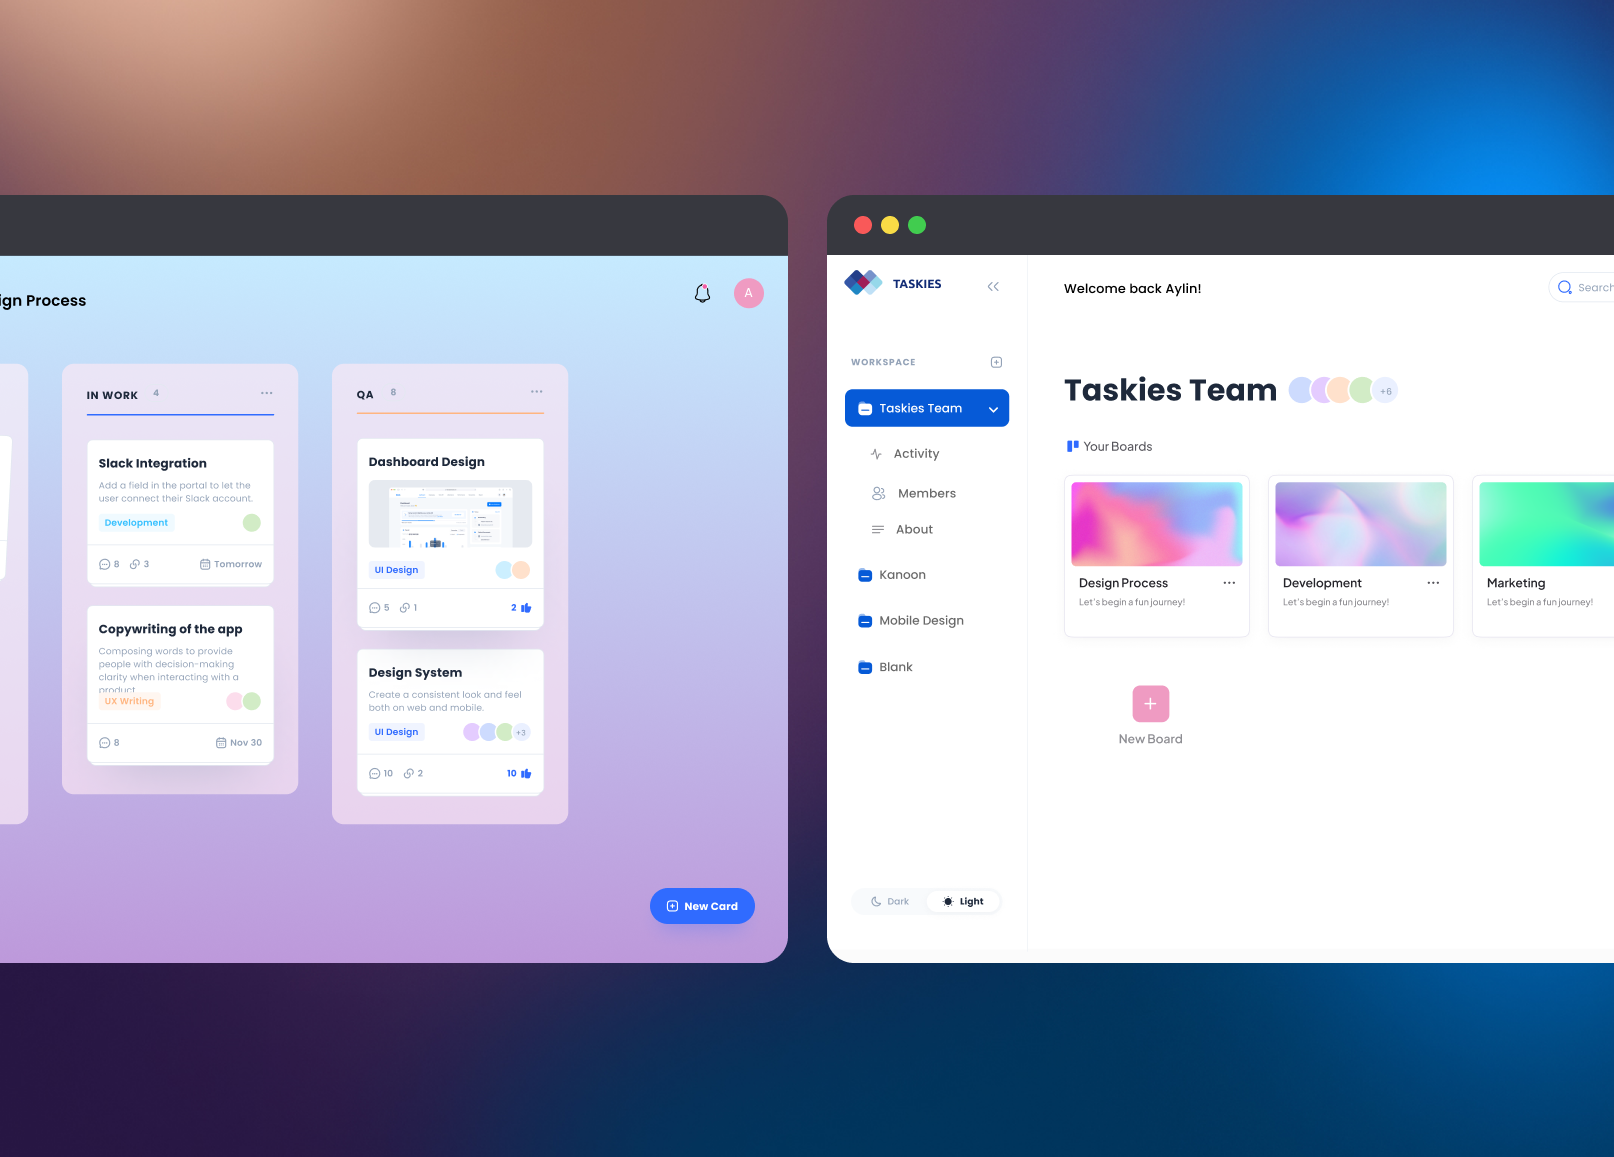 ign Process
A
IN WORK 4
Slack Integration
Add a field in the portal to let the
user connect their Slack account.
Development
8 3 Tomorrow
Copywriting of the app
Composing words to provide
people with decision-making
clarity when interacting with a
product
UX Writing
8 Nov 30
QA 8
Dashboard Design
UI Design
5 1 2
Design System
Create a consistent look and feel
both on web and mobile.
UI Design +3
10 2 10
New Card
TASKIES
WORKSPACE
Taskies Team
Activity
Members
About
Kanoon
Mobile Design
Blank
Dark Light
Welcome back Aylin!
Search
Taskies Team +6
Your Boards
Design Process
Let's begin a fun journey!
Development
Let's begin a fun journey!
Marketing
Let's begin a fun journey!
New Board